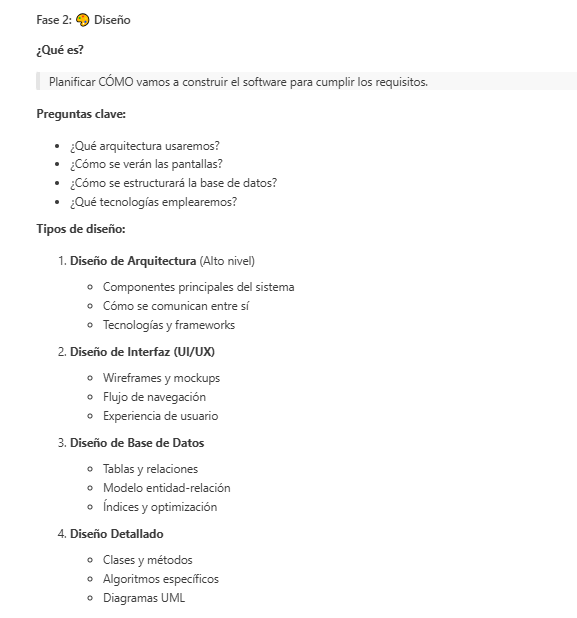 Fase 2: 🎨 Diseño
¿Qué es?
Planificar CÓMO vamos a construir el software para cumplir los requisitos.
Preguntas clave:
• ¿Qué arquitectura usaremos?
• ¿Cómo se verán las pantallas?
• ¿Cómo se estructurará la base de datos?
• ¿Qué tecnologías emplearemos?
Tipos de diseño:
1. Diseño de Arquitectura (Alto nivel)
◦ Componentes principales del sistema
◦ Cómo se comunican entre sí
◦ Tecnologías y frameworks
2. Diseño de Interfaz (UI/UX)
◦ Wireframes y mockups
◦ Flujo de navegación
◦ Experiencia de usuario
3. Diseño de Base de Datos
◦ Tablas y relaciones
◦ Modelo entidad-relación
◦ Índices y optimización
4. Diseño Detallado
◦ Clases y métodos
◦ Algoritmos específicos
◦ Diagramas UML